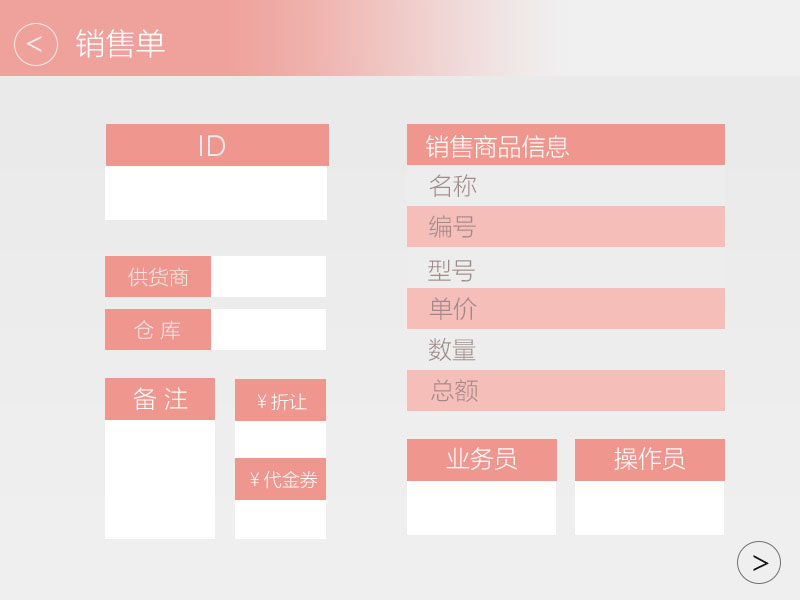 < 销售单
ID
供货商
仓 库
备 注
¥ 折让
¥ 代金券
销售商品信息
名称
编号
型号
单价
数量
总额
业务员
操作员
>